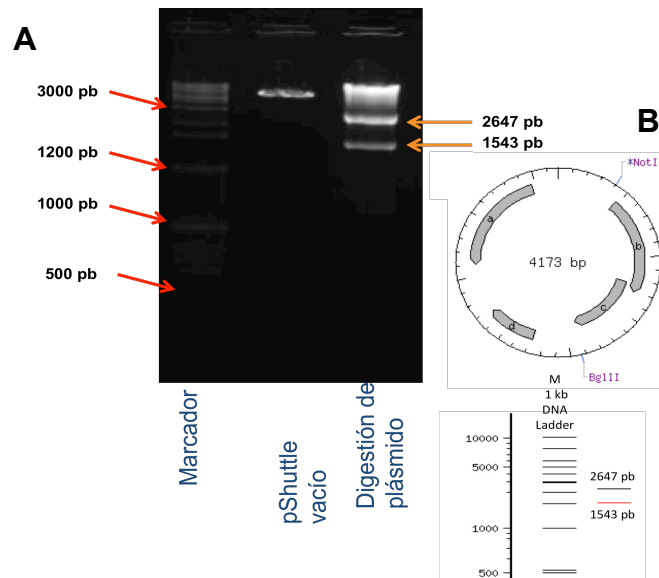 A
3000 pb
1200 pb
1000 pb
500 pb
2647 pb
1543 pb
Marcador
pShuttle
vacío
Digestión de
plásmido
B
*NotI
a
b
4173 bp
c
d
BglII
M
1 kb
DNA
Ladder
10000
5000
2647 pb
1543 pb
1000
500